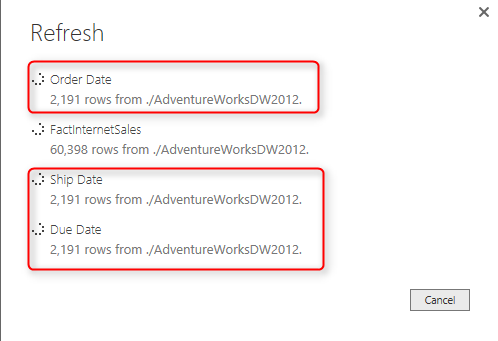 Refresh
Order Date
2,191 rows from ./AdventureWorksDW2012.
FactInternetSales
60,398 rows from ./AdventureWorksDW2012.
Ship Date
2,191 rows from ./AdventureWorksDW2012.
Due Date
2,191 rows from ./AdventureWorksDW2012.
Cancel